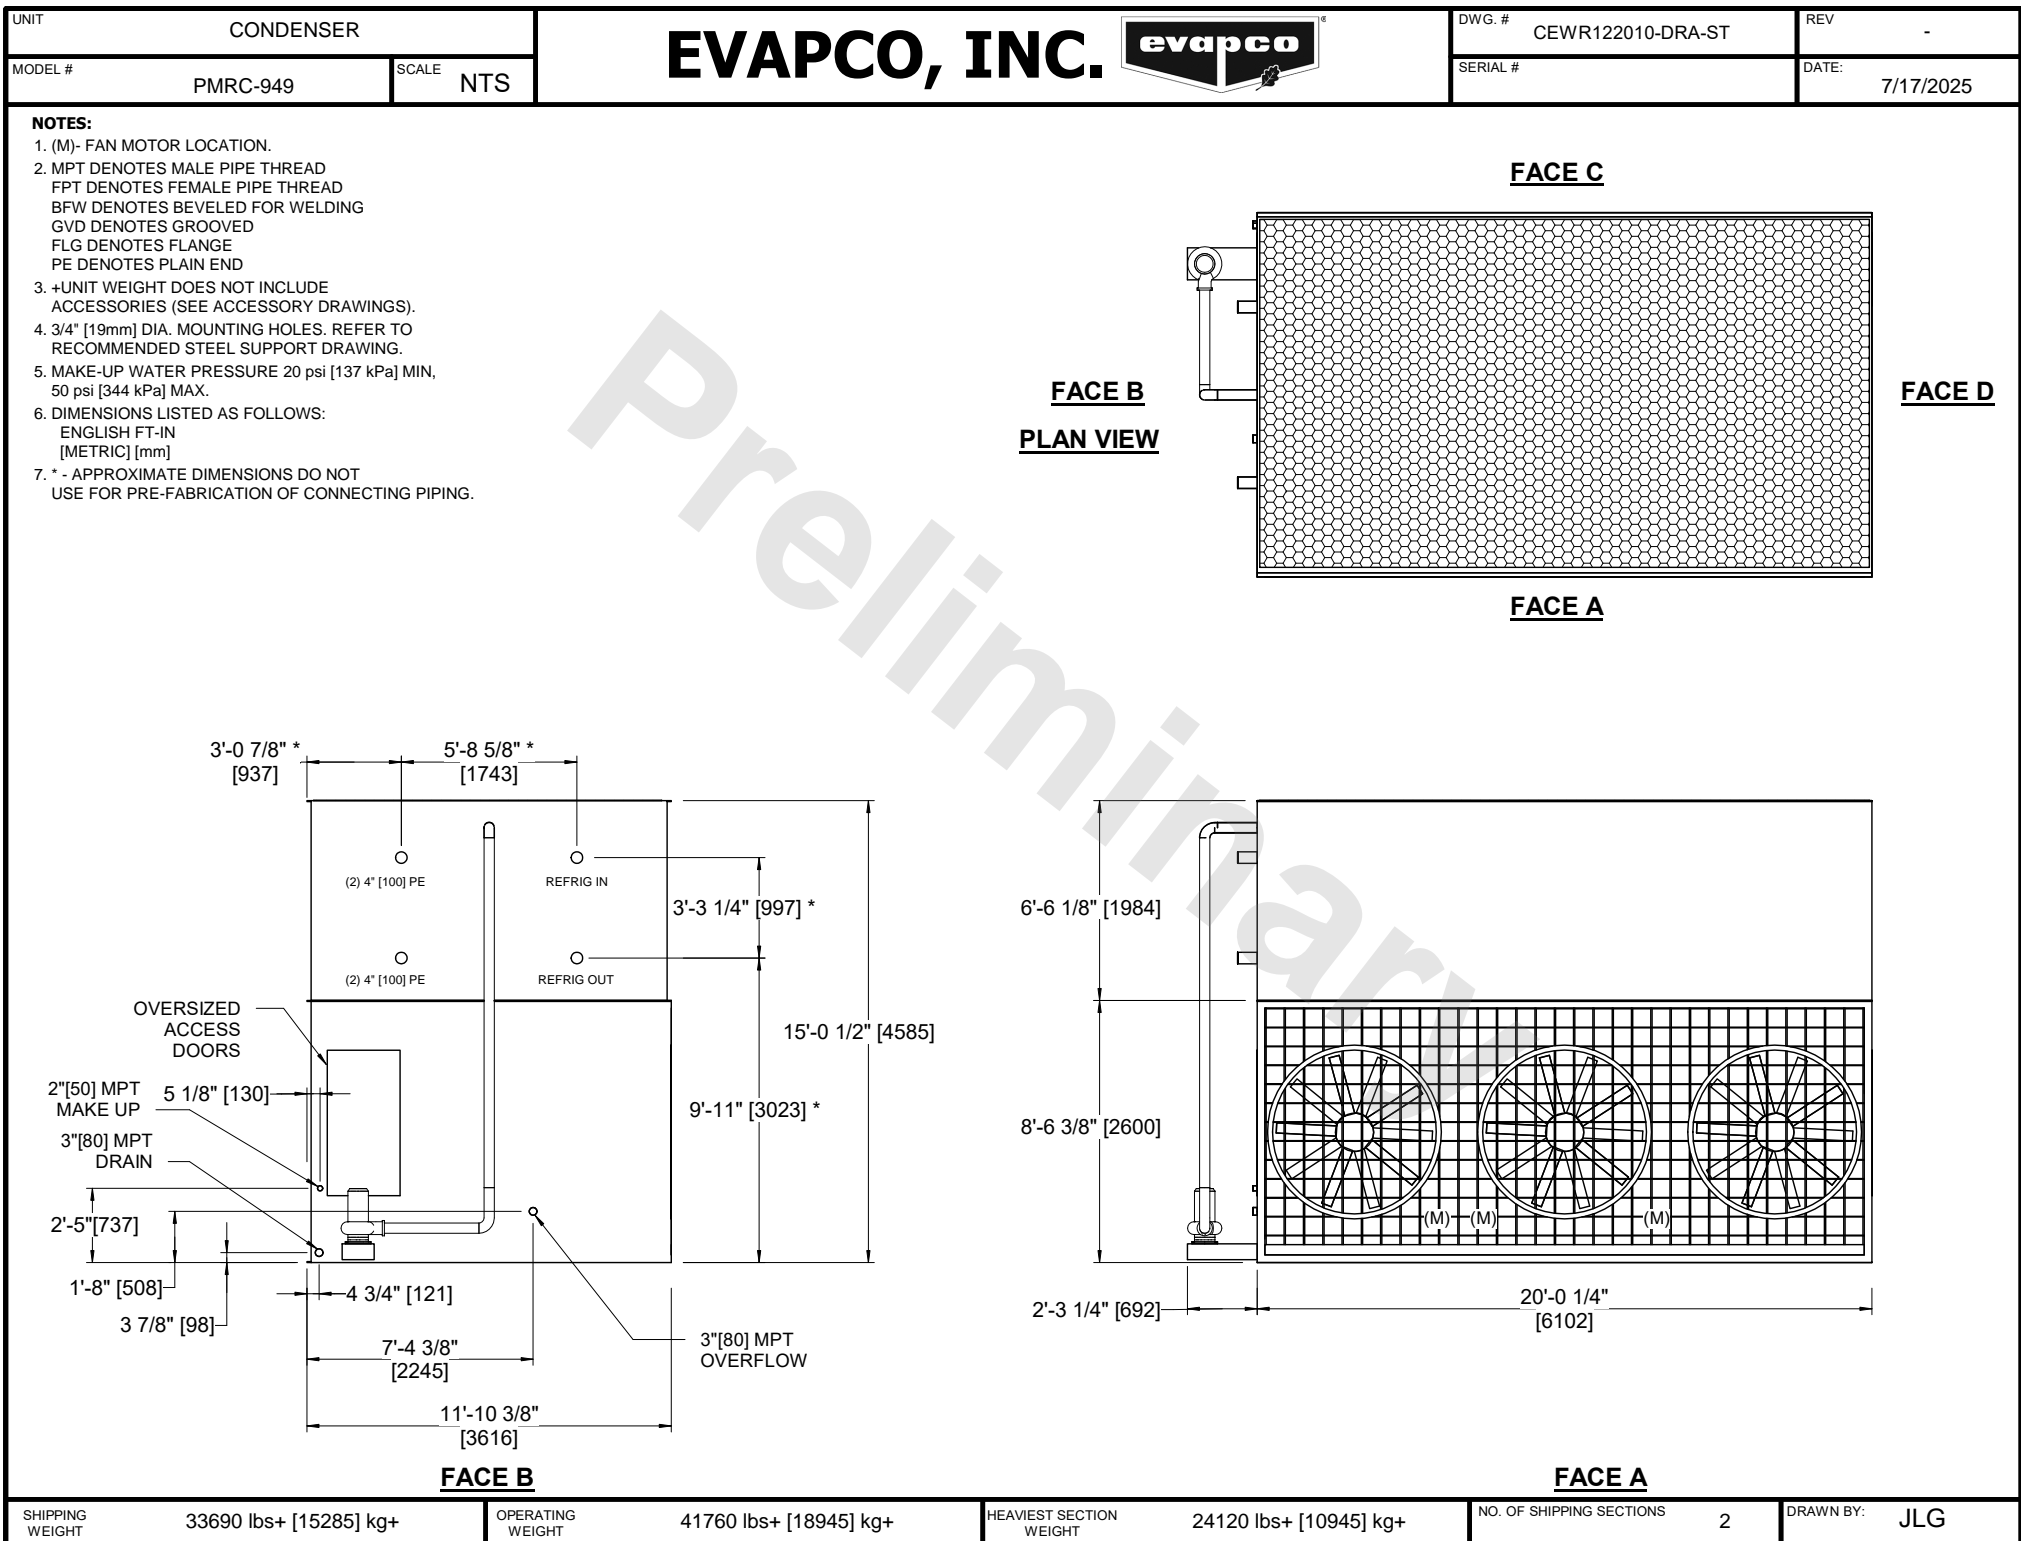 UNIT
CONDENSER
MODEL #
PMRC-949
SCALE
NTS
EVAPCO, INC.
evapco
®
DWG. #
CEWR122010-DRA-ST
REV
-
SERIAL #
DATE:
7/17/2025
NOTES:
1. (M)- FAN MOTOR LOCATION.
2. MPT DENOTES MALE PIPE THREAD
FPT DENOTES FEMALE PIPE THREAD
BFW DENOTES BEVELED FOR WELDING
GVD DENOTES GROOVED
FLG DENOTES FLANGE
PE DENOTES PLAIN END
3. +UNIT WEIGHT DOES NOT INCLUDE
ACCESSORIES (SEE ACCESSORY DRAWINGS).
4. 3/4" [19mm] DIA. MOUNTING HOLES. REFER TO
RECOMMENDED STEEL SUPPORT DRAWING.
5. MAKE-UP WATER PRESSURE 20 psi [137 kPa] MIN,
50 psi [344 kPa] MAX.
6. DIMENSIONS LISTED AS FOLLOWS:
ENGLISH FT-IN
[METRIC] [mm]
7. * - APPROXIMATE DIMENSIONS DO NOT
USE FOR PRE-FABRICATION OF CONNECTING PIPING.
Preliminary
FACE C
FACE B
PLAN VIEW
FACE D
FACE A
3'-0 7/8" *
[937]
5'-8 5/8" *
[1743]
(2) 4" [100] PE
REFRIG IN
3'-3 1/4" [997] *
(2) 4" [100] PE
REFRIG OUT
OVERSIZED
ACCESS
DOORS
15'-0 1/2" [4585]
2"[50] MPT
MAKE UP
5 1/8" [130]
9'-11" [3023] *
3"[80] MPT
DRAIN
2'-5"[737]
1'-8" [508]
4 3/4" [121]
3 7/8" [98]
7'-4 3/8"
[2245]
3"[80] MPT
OVERFLOW
11'-10 3/8"
[3616]
FACE B
6'-6 1/8" [1984]
8'-6 3/8" [2600]
(M)
(M)
(M)
2'-3 1/4" [692]
20'-0 1/4"
[6102]
FACE A
SHIPPING
WEIGHT
33690 lbs+ [15285] kg+
OPERATING
WEIGHT
41760 lbs+ [18945] kg+
HEAVIEST SECTION
WEIGHT
24120 lbs+ [10945] kg+
NO. OF SHIPPING SECTIONS
2
DRAWN BY:
JLG